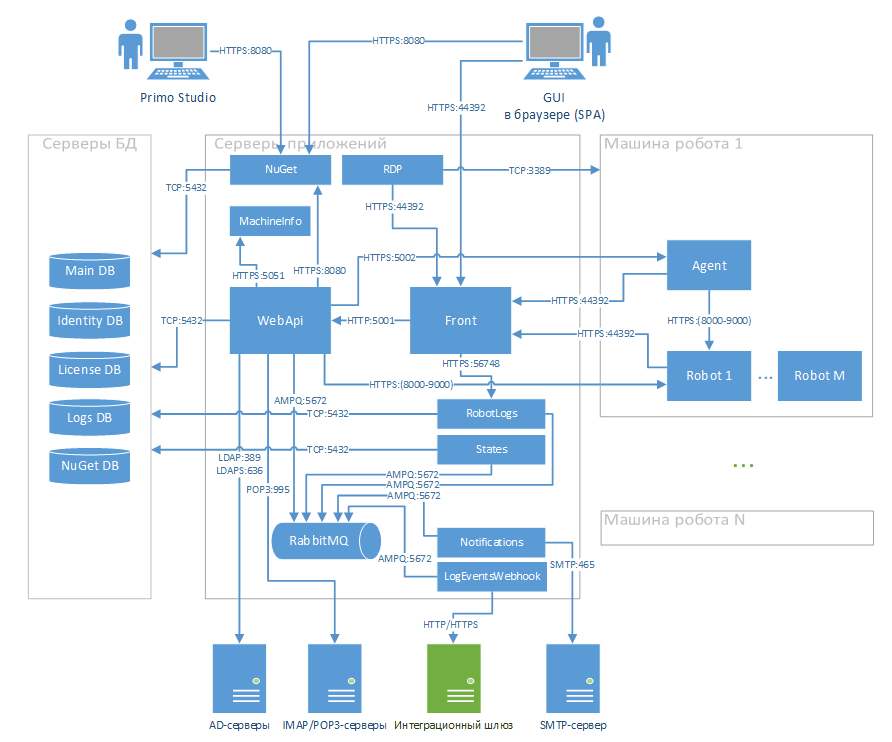 HTTPS:8080
HTTPS:8080
Primo Studio
GUI
в браузере (SPA)
HTTPS:44392
Серверы БД
Серверы приложений
Машина робота 1
NuGet
RDP
TCP:3389
TCP:5432
HTTPS:44392
MachineInfo
HTTPS:5051
HTTPS:8080
HTTPS:5002
Main DB
Agent
Identity DB
TCP:5432
WebApi
HTTP:5001
Front
HTTPS:44392
HTTPS:(8000-9000)
HTTPS:44392
License DB
HTTPS:56748
HTTPS:(8000-9000)
Robot 1
...
Robot M
AMPQ:5672
Logs DB
TCP:5432
RobotLogs
TCP:5432
States
NuGet DB
LDAP:389
LDAPS:636
POP3:995
AMPQ:5672
AMPQ:5672
AMPQ:5672
...
Машина робота N
RabbitMQ
Notifications
AMPQ:5672
SMTP:465
LogEventsWebhook
HTTP/HTTPS
AD-серверы
IMAP/POP3-серверы
Интеграционный шлюз
SMTP-сервер